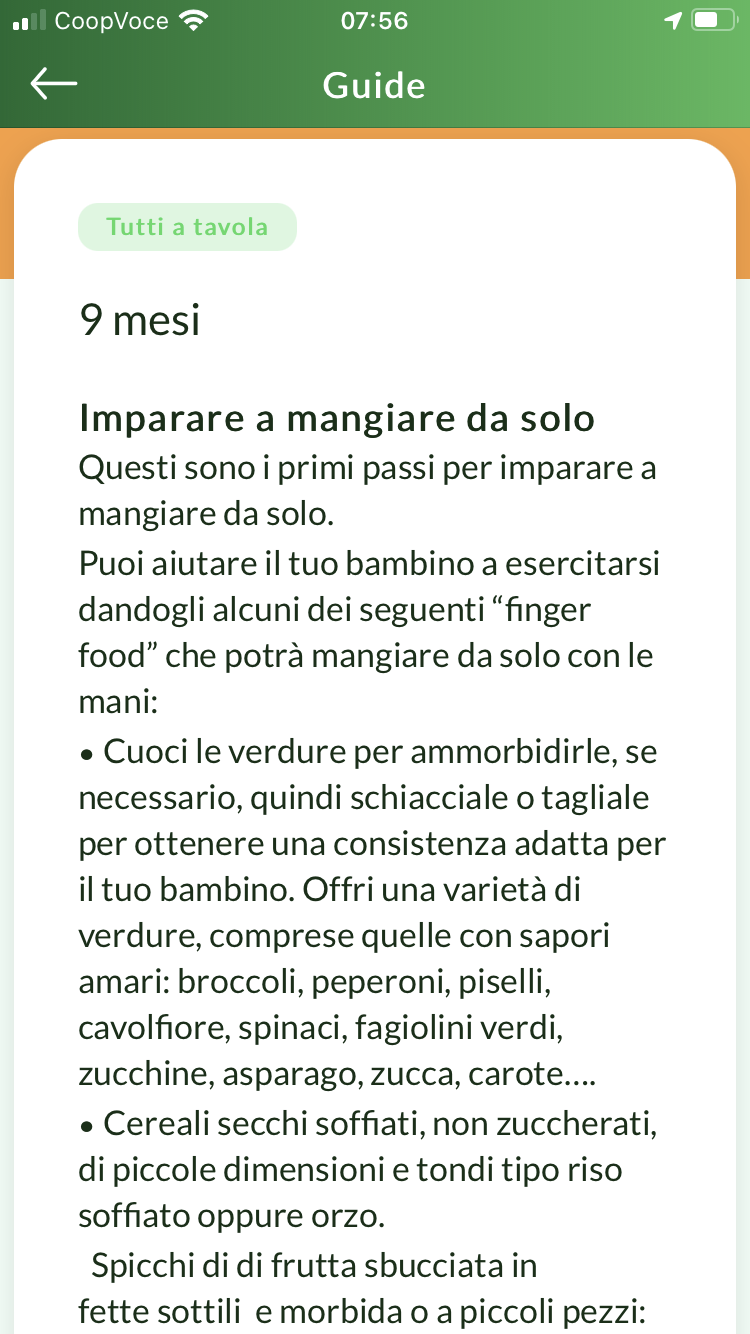 CoopVoce
07:56
Guide
Tutti a tavola
9 mesi
Imparare a mangiare da solo
Questi sono i primi passi per imparare a
mangiare da solo.
Puoi aiutare il tuo bambino a esercitarsi
dandogli alcuni dei seguenti “finger
food” che potrà mangiare da solo con le
mani:
• Cuoci le verdure per ammorbidirle, se
necessario, quindi schiacciale o tagliale
per ottenere una consistenza adatta per
il tuo bambino. Offri una varietà di
verdure, comprese quelle con sapori
amari: broccoli, peperoni, piselli,
cavolfiore, spinaci, fagiolini verdi,
zucchine, asparago, zucca, carote....
• Cereali secchi soffiati, non zuccherati,
di piccole dimensioni e tondi tipo riso
soffiato oppure orzo.
Spicchi di di frutta sbucciata in
fette sottili  e morbida o a piccoli pezzi: